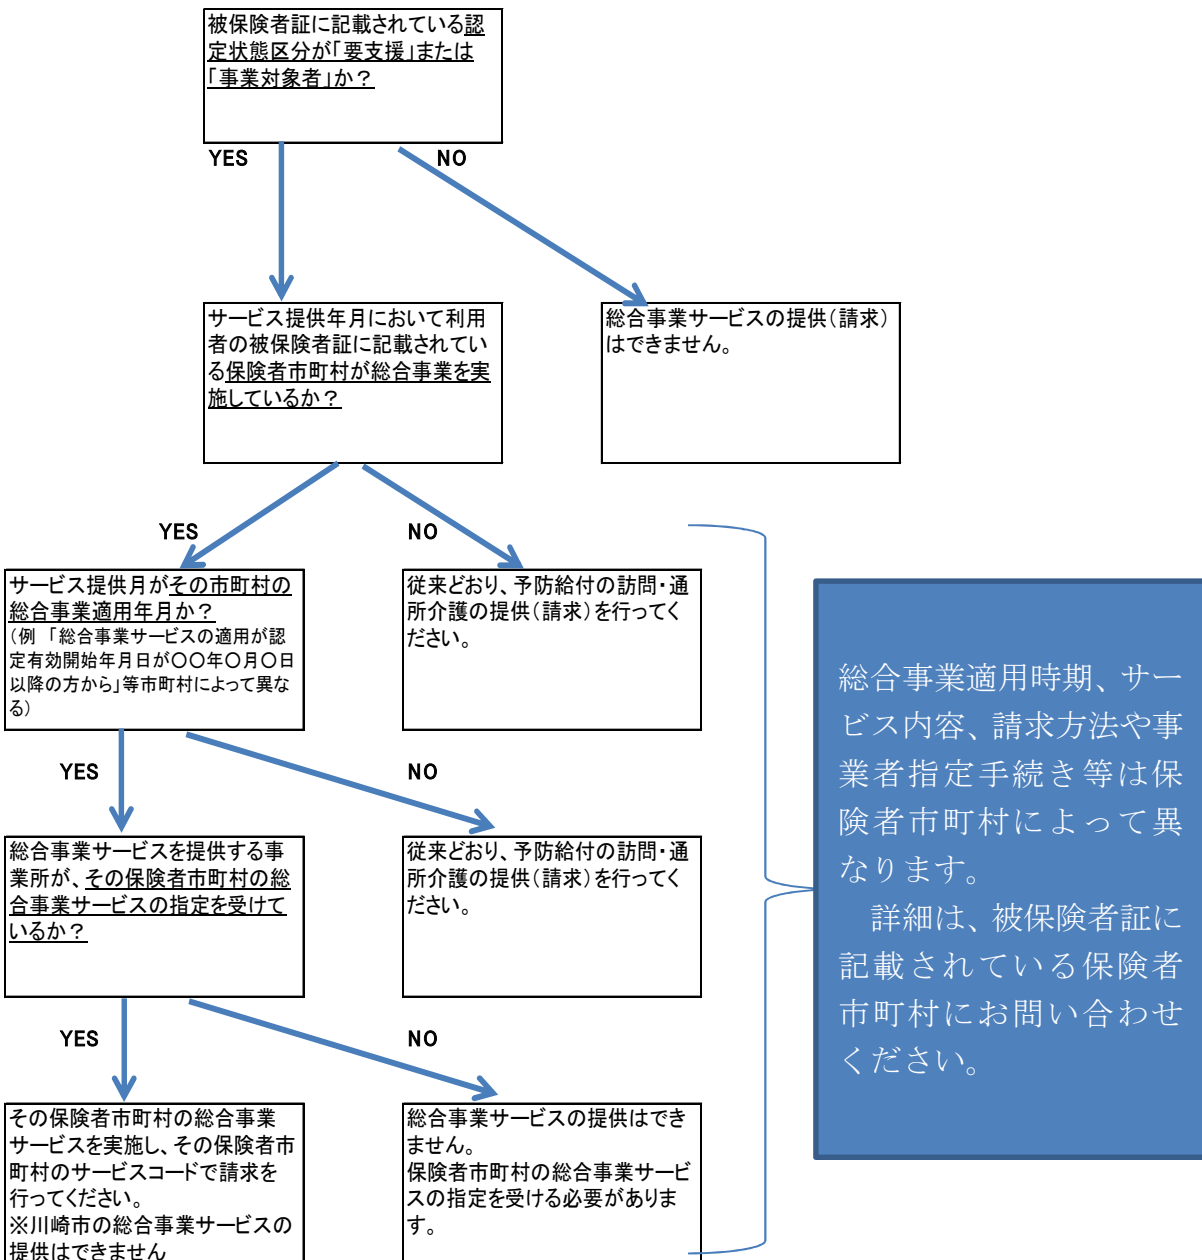 被保険者証に記載されている認
定状態区分が「要支援」または
「事業対象者」か？
YES
NO
サービス提供年月において利用
者の被保険者証に記載されてい
る保険者市町村が総合事業を実
施しているか？
総合事業サービスの提供(請求)
はできません。
YES
NO
サービス提供月がその市町村の
総合事業適用年月か？
(例　「総合事業サービスの適用が認
定有効開始年月日が〇〇年〇月〇日
以降の方から」等市町村によって異な
る)
従来どおり、予防給付の訪問・通
所介護の提供(請求)を行ってく
ださい。
YES
NO
総合事業サービスを提供する事
業所が、その保険者市町村の総
合事業サービスの指定を受けて
いるか？
従来どおり、予防給付の訪問・通
所介護の提供(請求)を行ってく
ださい。
YES
NO
その保険者市町村の総合事業
サービスを実施し、その保険者市
町村のサービスコードで請求を
行ってください。
※川崎市の総合事業サービスの
提供はできません
総合事業サービスの提供はでき
ません。
保険者市町村の総合事業サービ
スの指定を受ける必要がありま
す。
総合事業適用時期、サー
ビス内容、請求方法や事
業者指定手続き等は保
険者市町村によって異
なります。
　詳細は、被保険者証に
記載されている保険者
市町村にお問い合わせ
ください。